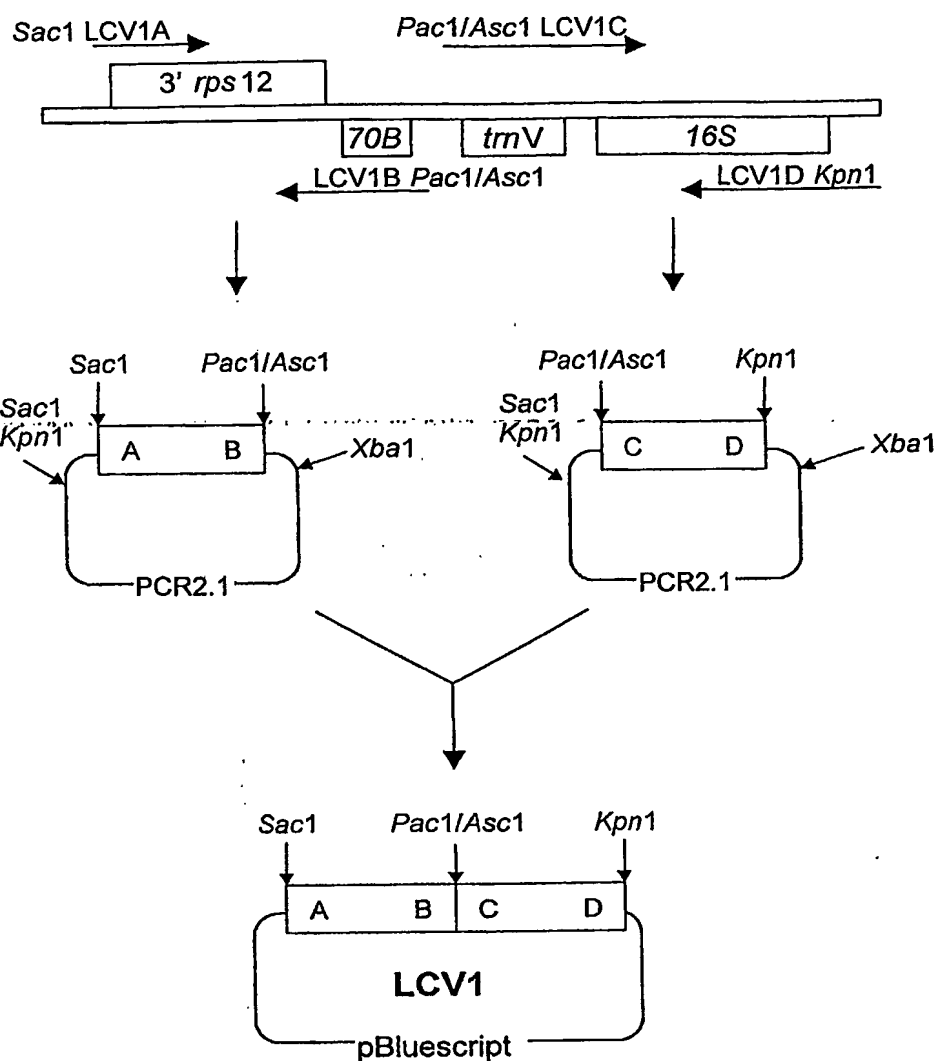 Sac1 LCV1A Pac1/Asc1 LCV1C
3' rps12
70B trnV 16S
LCV1B Pac1/Asc1 LCV1D Kpn1
Sac1 Pac1/Asc1
Sac1
Kpn1
A B
Xba1
PCR2.1
Pac1/Asc1 Kpn1
Sac1
Kpn1
C D
Xba1
PCR2.1
Sac1 Pac1/Asc1 Kpn1
A B C D
LCV1
pBluescript